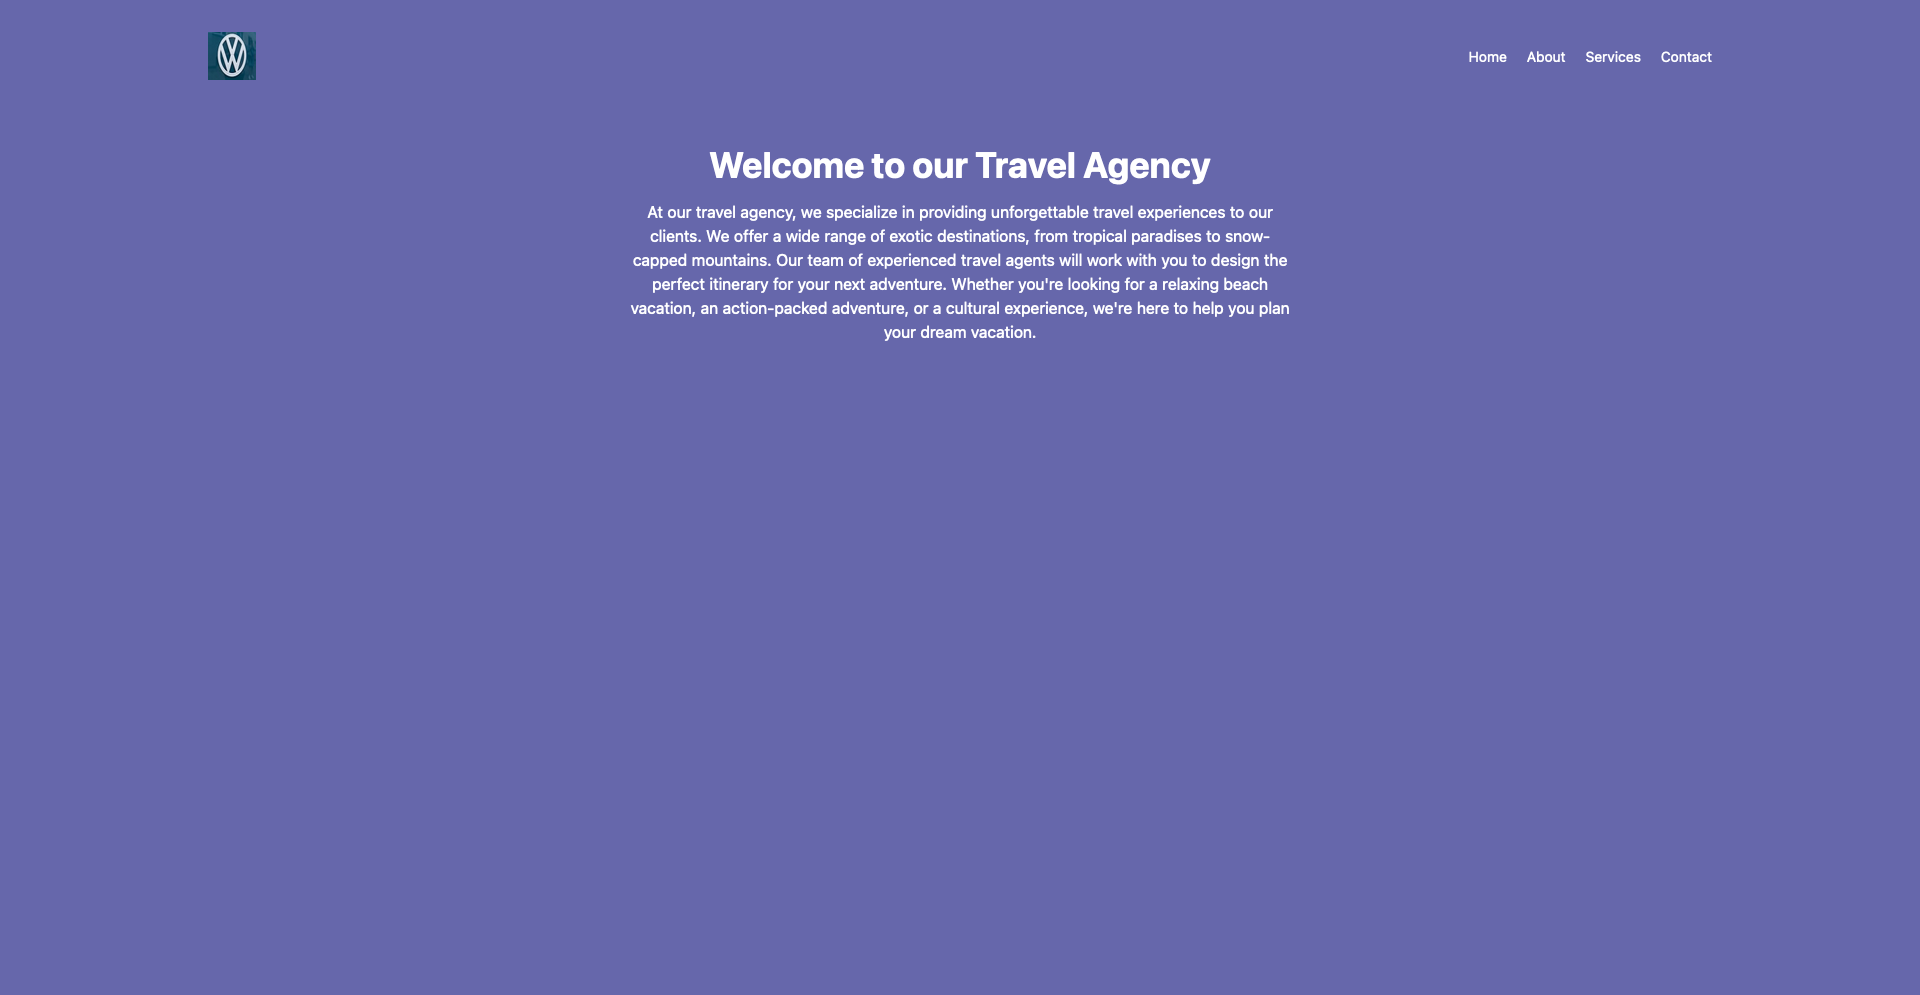 Home About Services Contact
Welcome to our Travel Agency
At our travel agency, we specialize in providing unforgettable travel experiences to our
clients. We offer a wide range of exotic destinations, from tropical paradises to snow-
capped mountains. Our team of experienced travel agents will work with you to design the
perfect itinerary for your next adventure. Whether you're looking for a relaxing beach
vacation, an action-packed adventure, or a cultural experience, we're here to help you plan
your dream vacation.